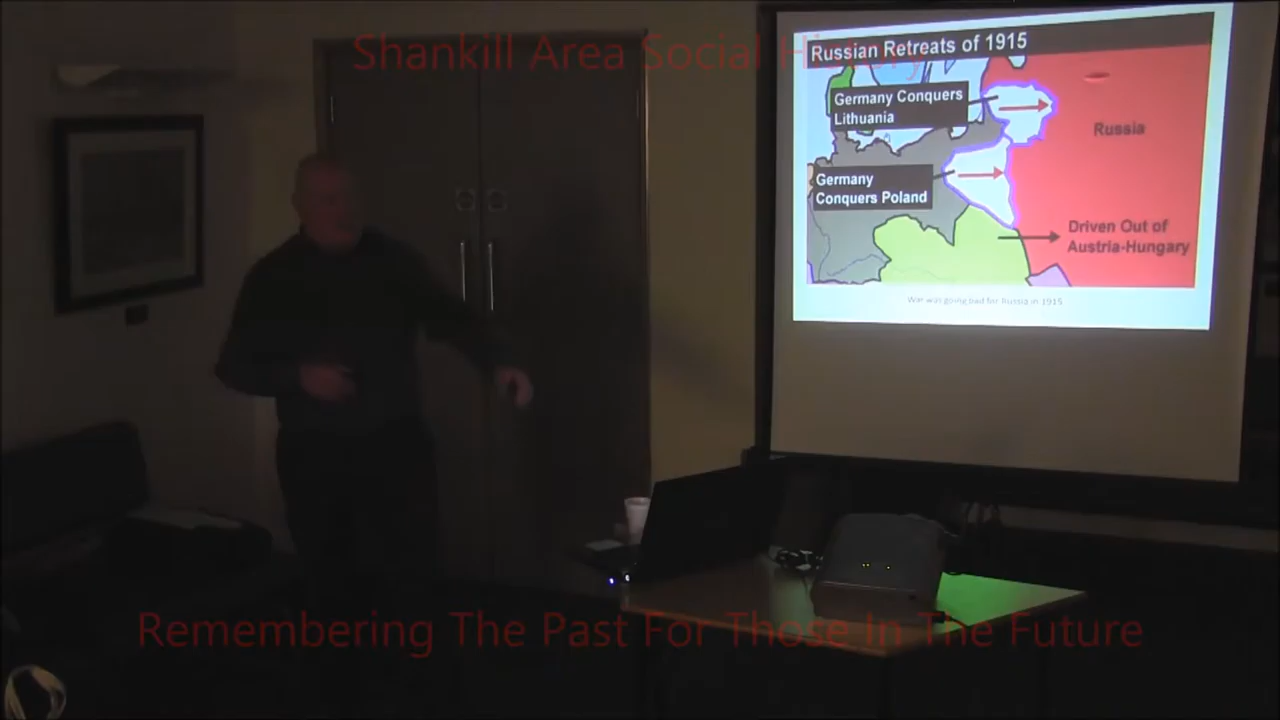 Shankill Area Social History
Russian Retreats of 1915
Germany Conquers
Lithuania
Russia
Germany
Conquers Poland
Driven Out of
Austria-Hungary
War was going bad for Russia in 1915
Remembering The Past For Those In The Future